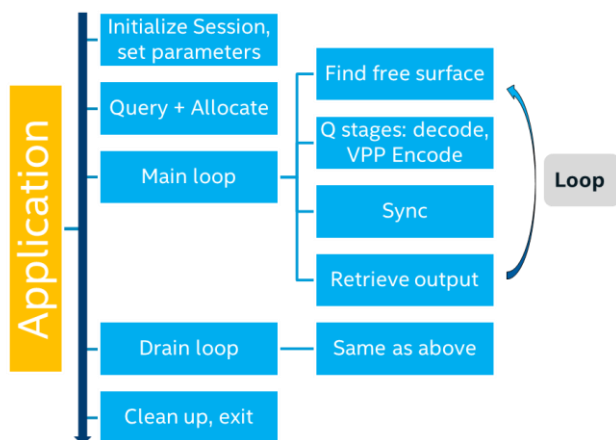 Application
Initialize Session,
set parameters
Query + Allocate
Main loop
Find free surface
Q stages: decode,
VPP Encode
Sync
Retrieve output
Loop
Drain loop
Same as above
Clean up, exit